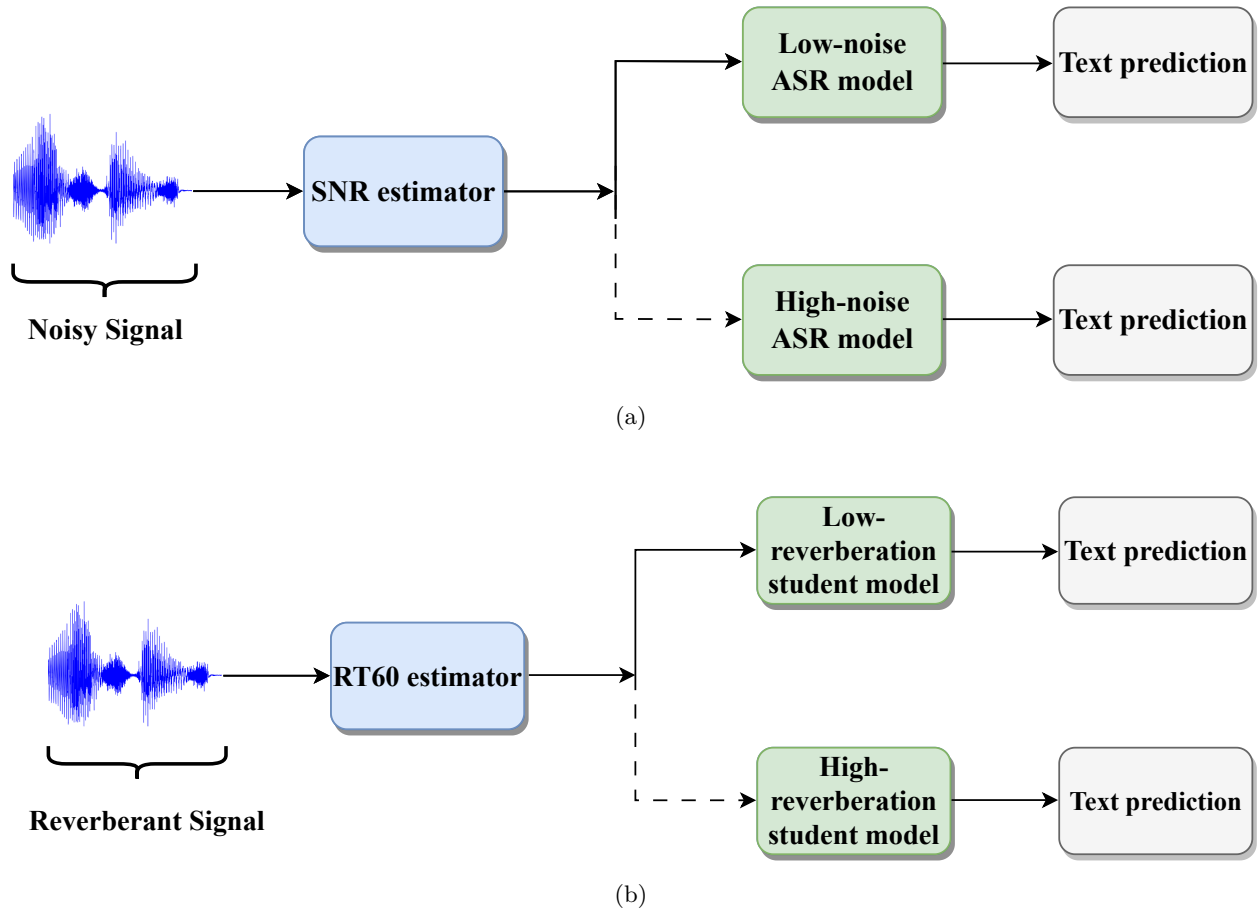 Low-noise
ASR model
Text prediction
SNR estimator
High-noise
ASR model
Text prediction
Noisy Signal
(a)
Low-
reverberation
student model
Text prediction
RT60 estimator
High-
reverberation
student model
Text prediction
Reverberant Signal
(b)